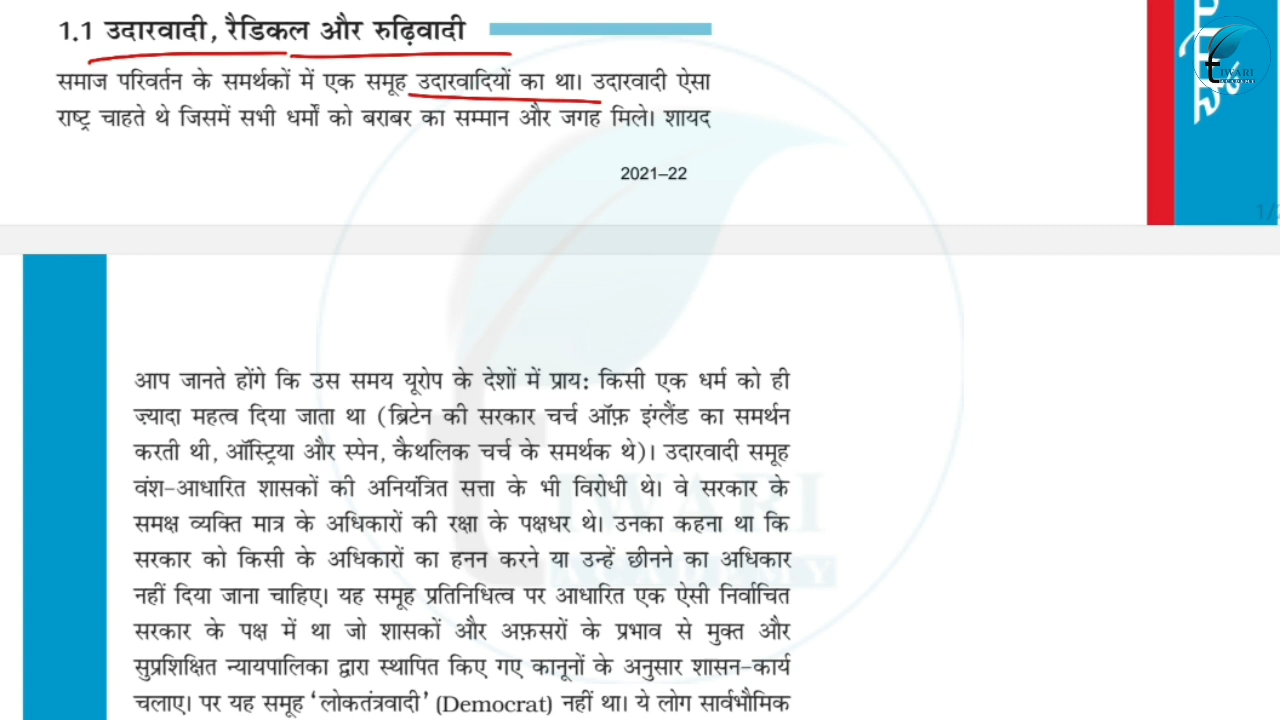 1.1 उदारवादी, रैडिकल और रुढ़िवादी
समाज परिवर्तन के समर्थकों में एक समूह उदारवादियों का था। उदारवादी ऐसा
राष्ट्र चाहते थे जिसमें सभी धर्मों को बराबर का सम्मान और जगह मिले। शायद
2021–22
आप जानते होंगे कि उस समय यूरोप के देशों में प्राय: किसी एक धर्म को ही
ज़्यादा महत्व दिया जाता था (ब्रिटेन की सरकार चर्च ऑफ़ इंग्लैंड का समर्थन
करती थी, ऑस्ट्रिया और स्पेन, कैथलिक चर्च के समर्थक थे)। उदारवादी समूह
वंश-आधारित शासकों की अनियंत्रित सत्ता के भी विरोधी थे। वे सरकार के
समक्ष व्यक्ति मात्र के अधिकारों की रक्षा के पक्षधर थे। उनका कहना था कि
सरकार को किसी के अधिकारों का हनन करने या उन्हें छीनने का अधिकार
नहीं दिया जाना चाहिए। यह समूह प्रतिनिधित्व पर आधारित एक ऐसी निर्वाचित
सरकार के पक्ष में था जो शासकों और अफ़सरों के प्रभाव से मुक्त और
सुप्रशिक्षित न्यायपालिका द्वारा स्थापित किए गए कानूनों के अनुसार शासन-कार्य
चलाए। पर यह समूह ‘लोकतंत्रवादी’ (Democrat) नहीं था। ये लोग सार्वभौमिक
TIWARI
ACADEMY